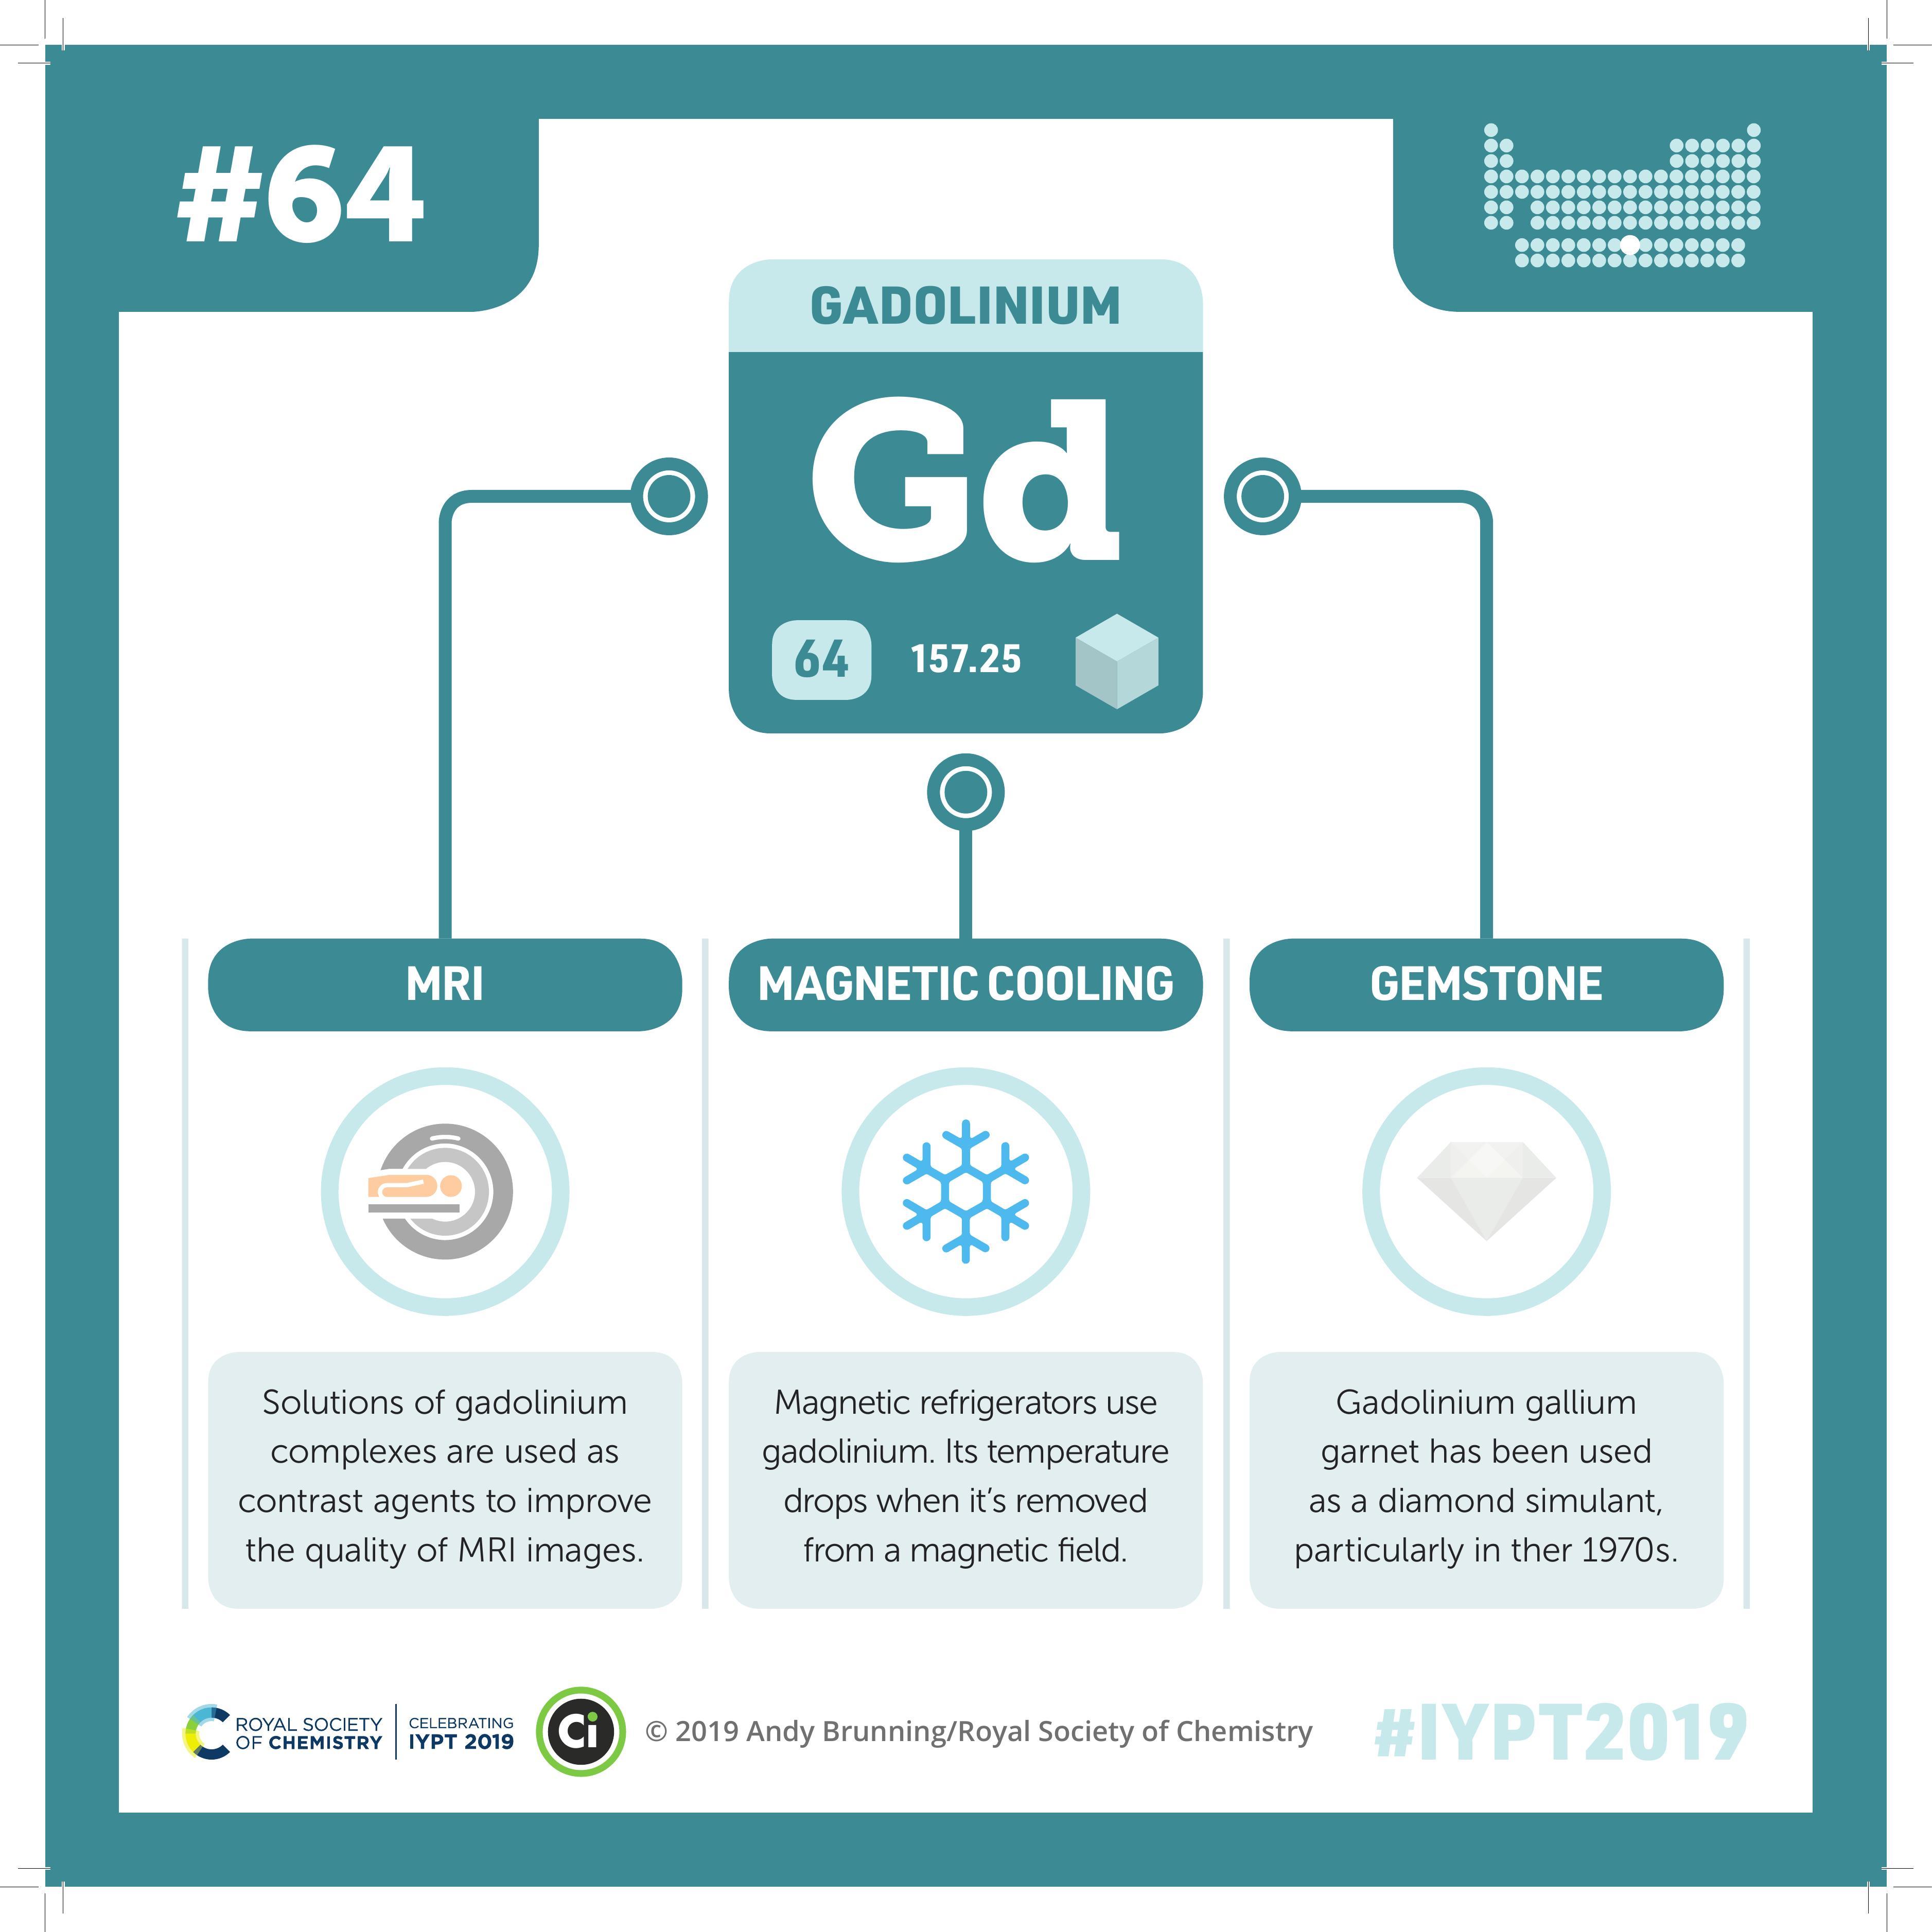 #64
GADOLINIUM
Gd
64
157.25
MRI
Solutions of gadolinium
complexes are used as
contrast agents to improve
the quality of MRI images.
MAGNETIC COOLING
Magnetic refrigerators use
gadolinium. Its temperature
drops when it’s removed
from a magnetic field.
GEMSTONE
Gadolinium gallium
garnet has been used
as a diamond simulant,
particularly in ther 1970s.
ROYAL SOCIETY
OF CHEMISTRY
CELEBRATING
IYPT 2019
Ci
© 2019 Andy Brunning/Royal Society of Chemistry
#IYPT2019